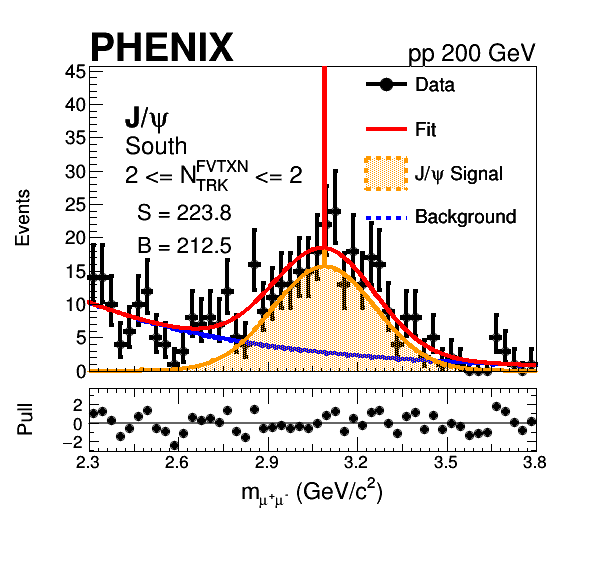 PHENIX pp 200 GeV
J/ψ
South
2 <= N_TRK^FVTXN <= 2
S = 223.8
B = 212.5
Data
Fit
J/ψ Signal
Background
Events
45
40
35
30
25
20
15
10
5
0
Pull
2
0
−2
2.3 2.6 2.9 3.2 3.5 3.8
m_μ⁺μ⁻ (GeV/c²)